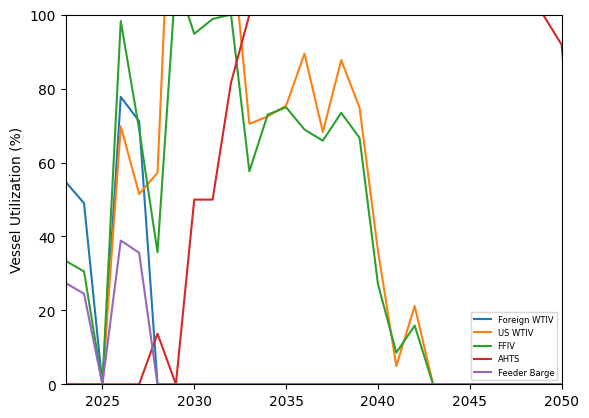 100
80
60
40
20
0
Vessel Utilization (%)
2025 2030 2035 2040 2045 2050
Foreign WTIV
US WTIV
FFIV
AHTS
Feeder Barge